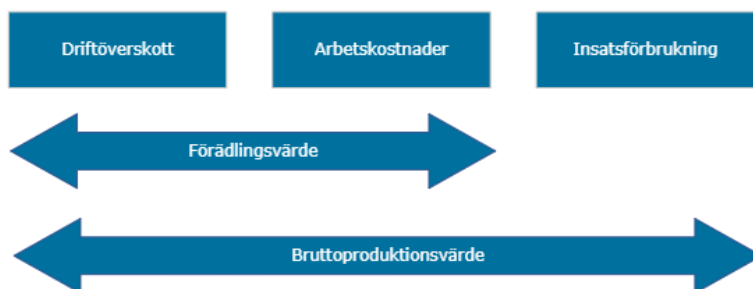 Driftöverskott
Arbetskostnader
Insatsförbrukning
Förädlingsvärde
Bruttoproduktionsvärde